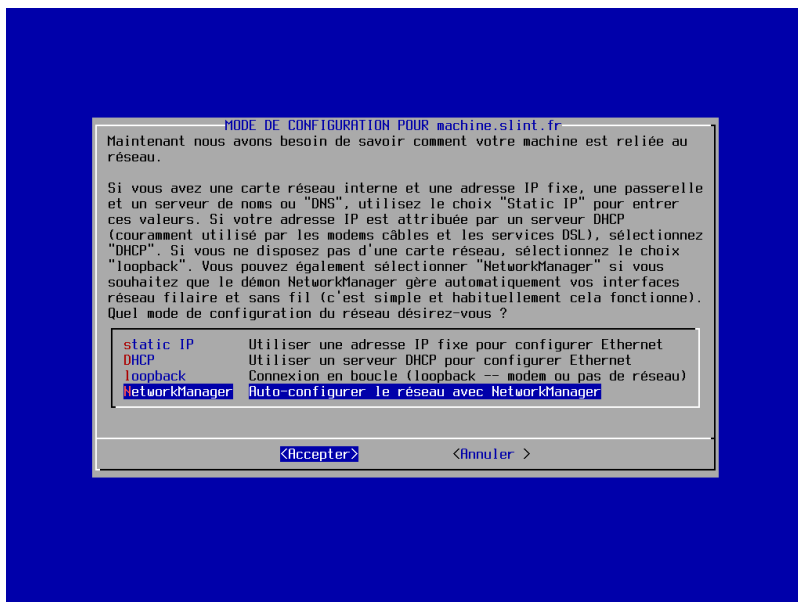 MODE DE CONFIGURATION POUR machine.slint.fr
Maintenant nous avons besoin de savoir comment votre machine est reliée au
réseau.
Si vous avez une carte réseau interne et une adresse IP fixe, une passerelle
et un serveur de noms ou "DNS", utilisez le choix "Static IP" pour entrer
ces valeurs. Si votre adresse IP est attribuée par un serveur DHCP
(couramment utilisé par les modems câbles et les services DSL), sélectionnez
"DHCP". Si vous ne disposez pas d'une carte réseau, sélectionnez le choix
"loopback". Vous pouvez également sélectionner "NetworkManager" si vous
souhaitez que le démon NetworkManager gère automatiquement vos interfaces
réseau filaire et sans fil (c'est simple et habituellement cela fonctionne).
Quel mode de configuration du réseau désirez-vous ?
static IP Utiliser une adresse IP fixe pour configurer Ethernet
DHCP Utiliser un serveur DHCP pour configurer Ethernet
loopback Connexion en boucle (loopback -- modem ou pas de réseau)
NetworkManager Auto-configurer le réseau avec NetworkManager
<Accepter> <Annuler >